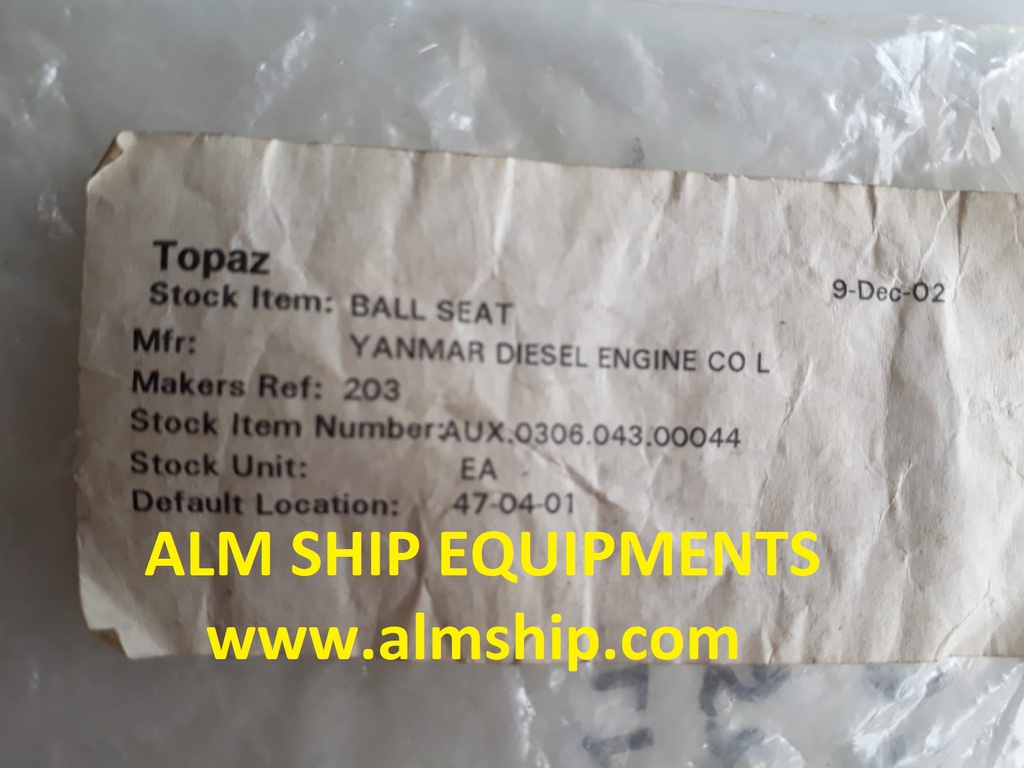 Topaz
9-Dec-02
Stock Item: BALL SEAT
Mfr: YANMAR DIESEL ENGINE CO L
Makers Ref: 203
Stock Item Number:AUX.0306.043.00044
Stock Unit: EA
Default Location: 47-04-01
ALM SHIP EQUIPMENTS
www.almship.com